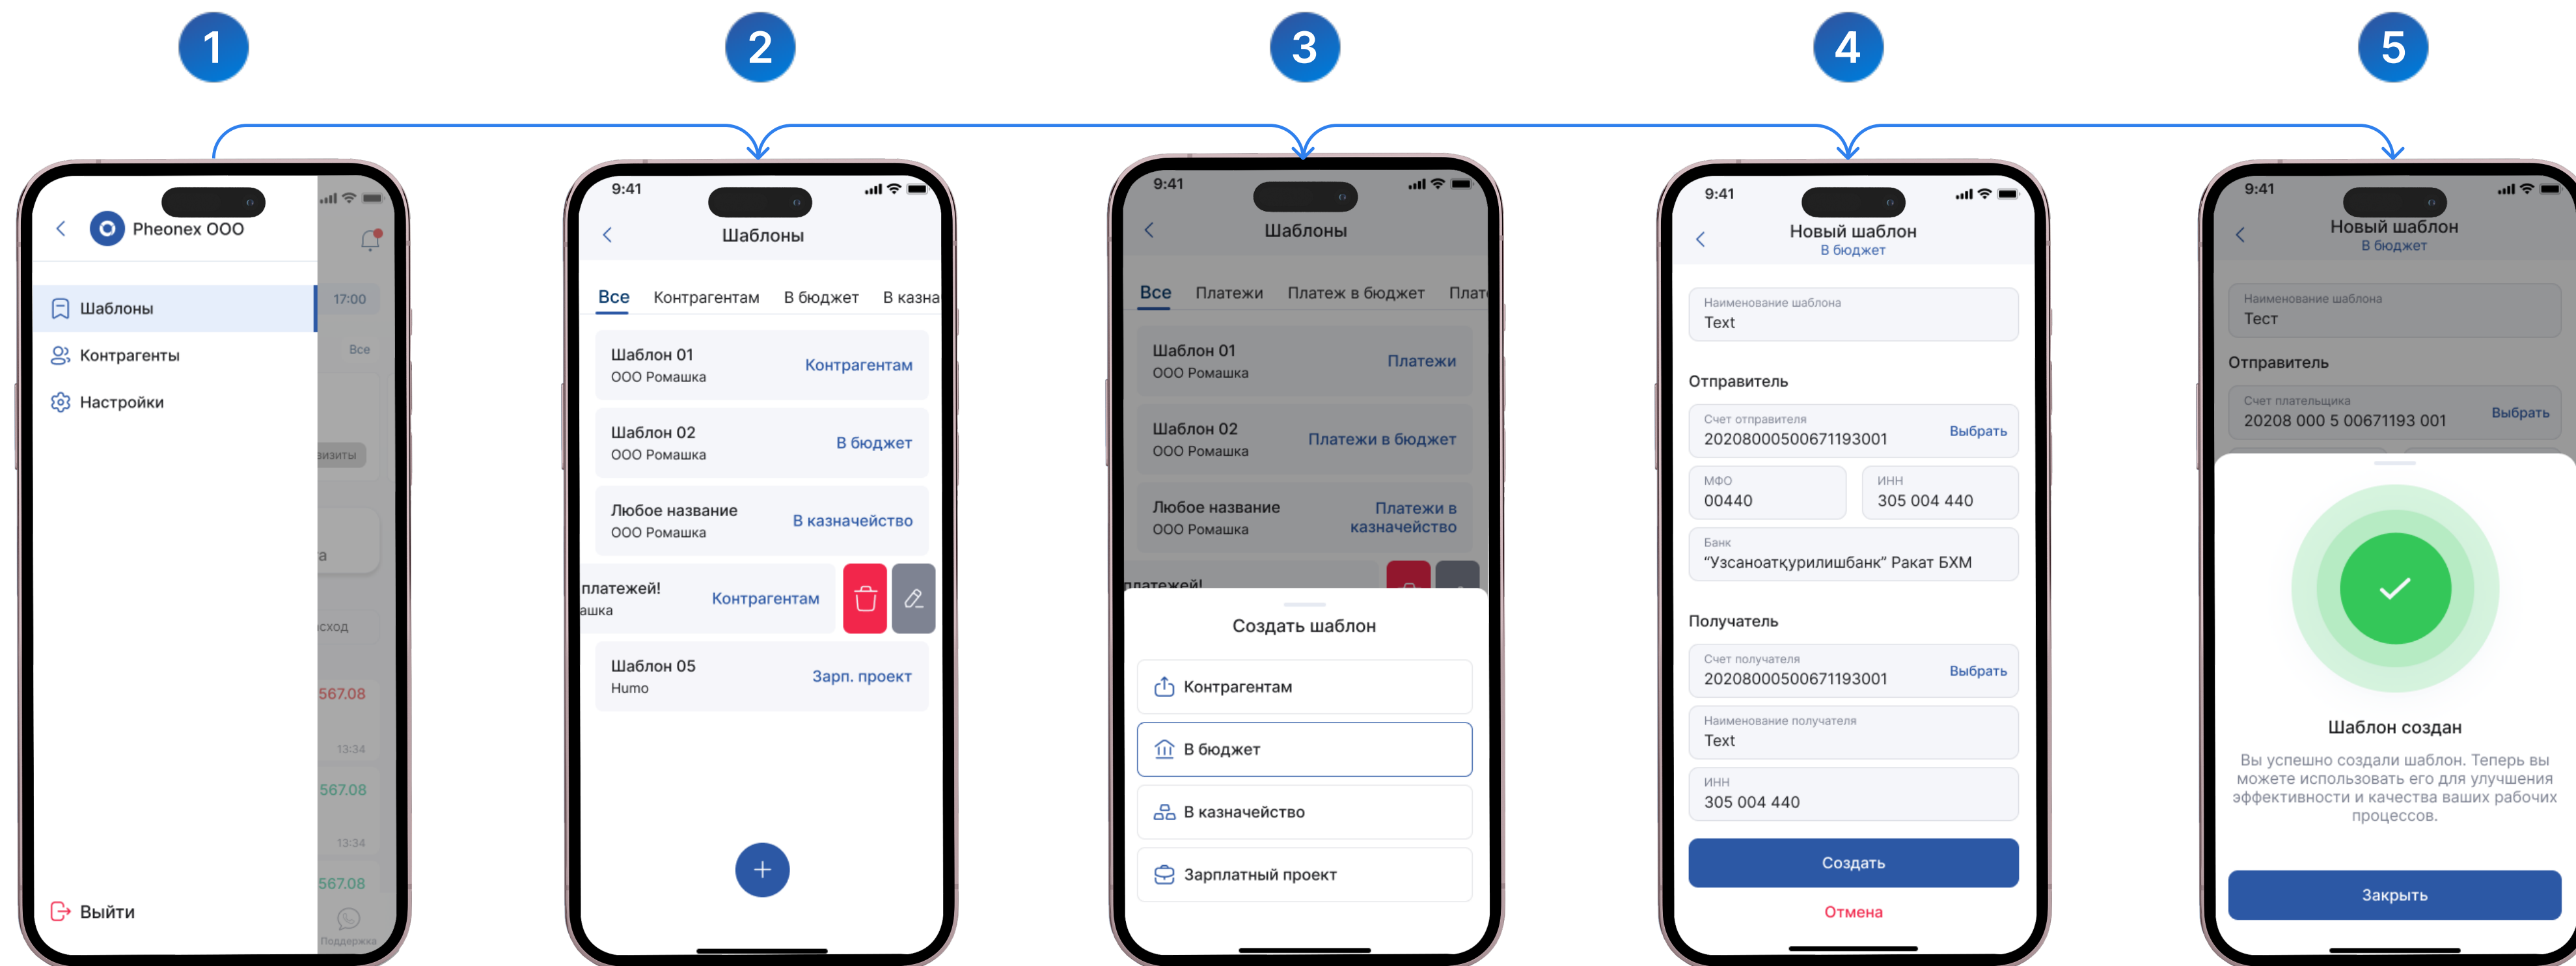 1
2
3
4
5
Pheonex ООО
Шаблоны
Контрагенты
Настройки
Выйти
17:00
Все
567.08
13:34
567.08
13:34
567.08
Поддержка
9:41
Шаблоны
Все Контрагентам В бюджет В казна
Шаблон 01
ООО Ромашка
Контрагентам
Шаблон 02
ООО Ромашка
В бюджет
Любое название
ООО Ромашка
В казначейство
платежей!
ашка
Контрагентам
Шаблон 05
Humo
Зарп. проект
9:41
Шаблоны
Все Платежи Платеж в бюджет Плат
Шаблон 01
ООО Ромашка
Платежи
Шаблон 02
ООО Ромашка
Платежи в бюджет
Любое название
ООО Ромашка
Платежи в
казначейство
платежей!
Создать шаблон
Контрагентам
В бюджет
В казначейство
Зарплатный проект
9:41
Новый шаблон
В бюджет
Наименование шаблона
Text
Отправитель
Счет отправителя
20208000500671193001
Выбрать
МФО
00440
ИНН
305 004 440
Банк
“Узсаноатқурилишбанк” Ракат БХМ
Получатель
Счет получателя
20208000500671193001
Выбрать
Наименование получателя
Text
ИНН
305 004 440
Создать
Отмена
9:41
Новый шаблон
В бюджет
Наименование шаблона
Тест
Отправитель
Счет плательщика
20208 000 5 00671193 001
Выбрать
Шаблон создан
Вы успешно создали шаблон. Теперь вы
можете использовать его для улучшения
эффективности и качества ваших рабочих
процессов.
Закрыть